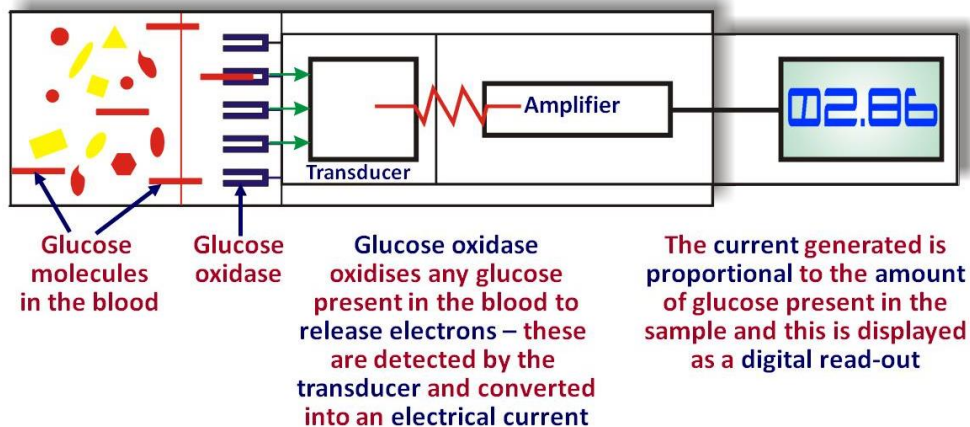 Amplifier
02.86
Transducer
Glucose
molecules
in the blood
Glucose
oxidase
Glucose oxidase
oxidises any glucose
present in the blood to
release electrons – these
are detected by the
transducer and converted
into an electrical current
The current generated is
proportional to the amount
of glucose present in the
sample and this is displayed
as a digital read-out